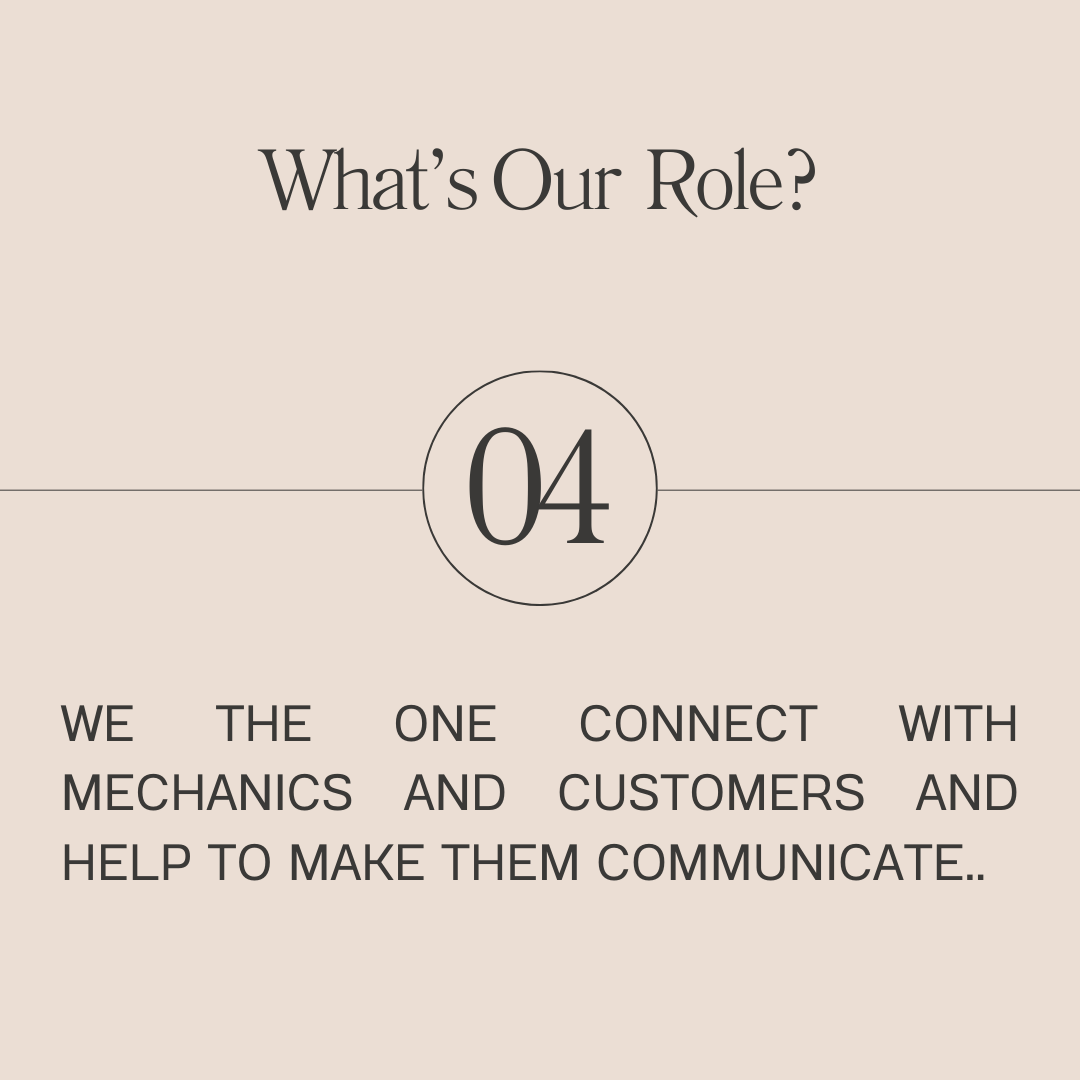 What’s Our Role?
04
WE THE ONE CONNECT WITH
MECHANICS AND CUSTOMERS AND
HELP TO MAKE THEM COMMUNICATE..